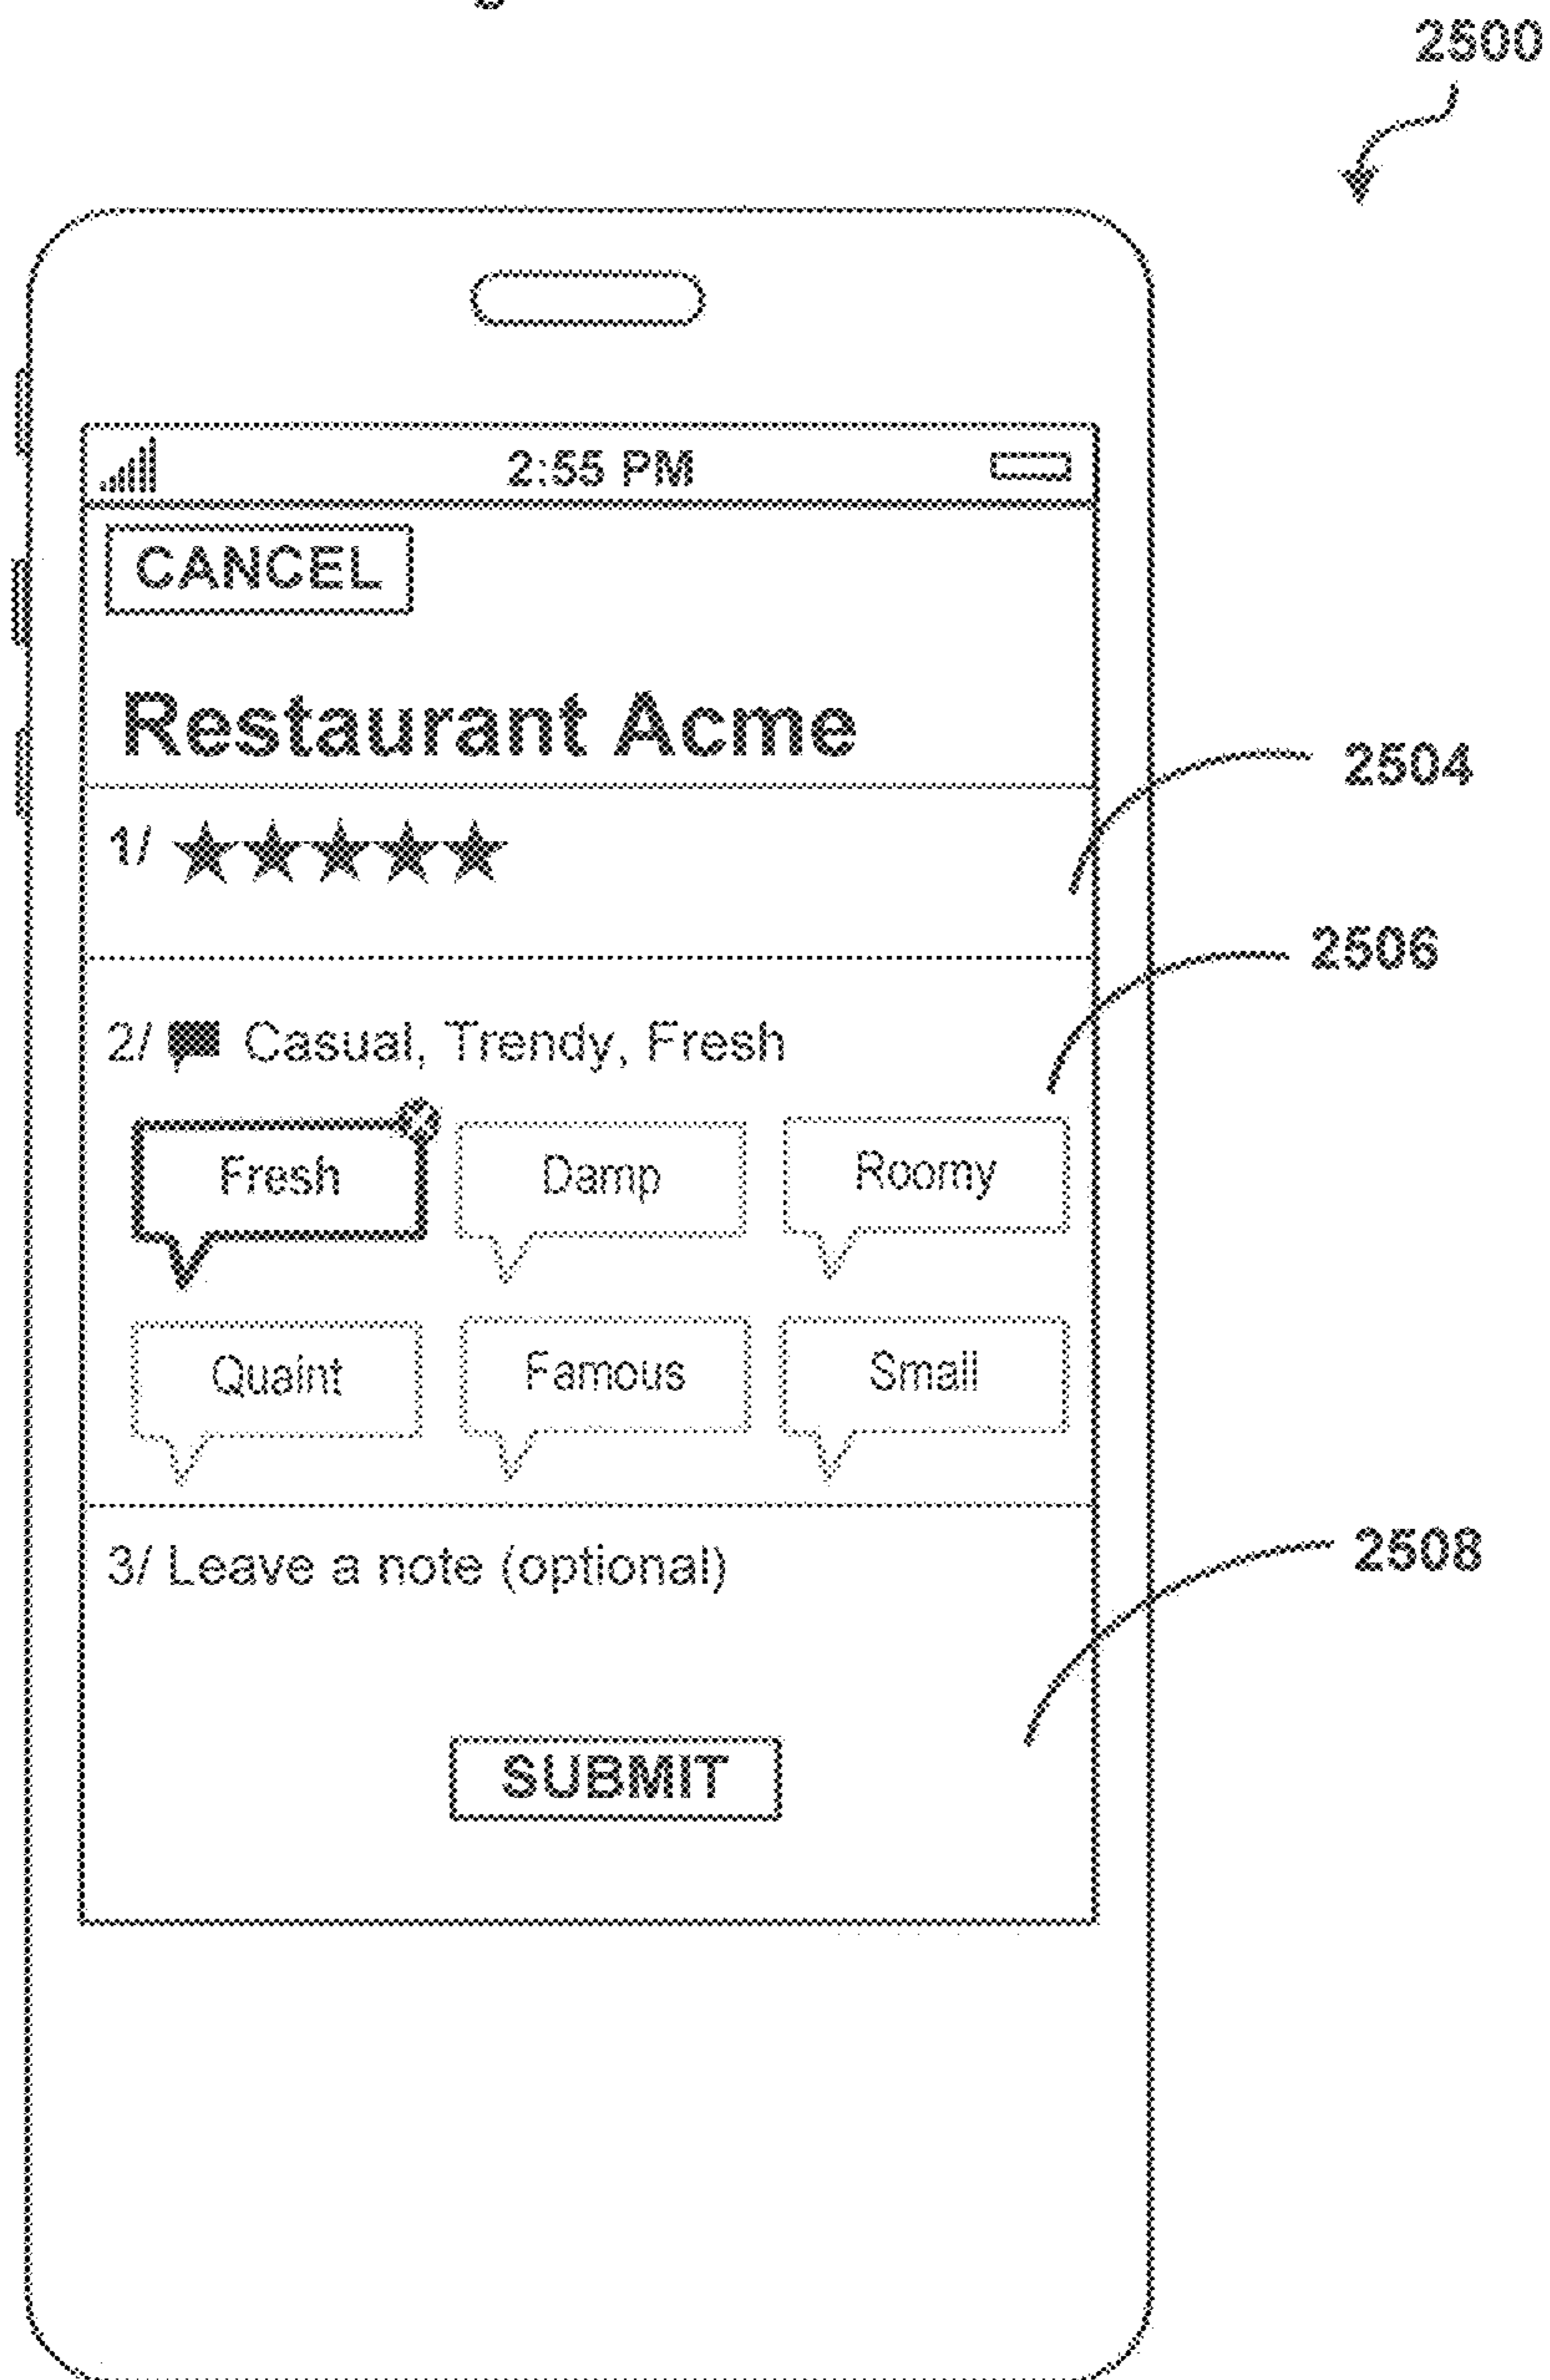 2500
2:55 PM
CANCEL
Restaurant Acme
2504
1/ ★★★★★
2506
2/ Casual, Trendy, Fresh
Fresh Damp Roomy
Quaint Famous Small
3/ Leave a note (optional)
2508
SUBMIT